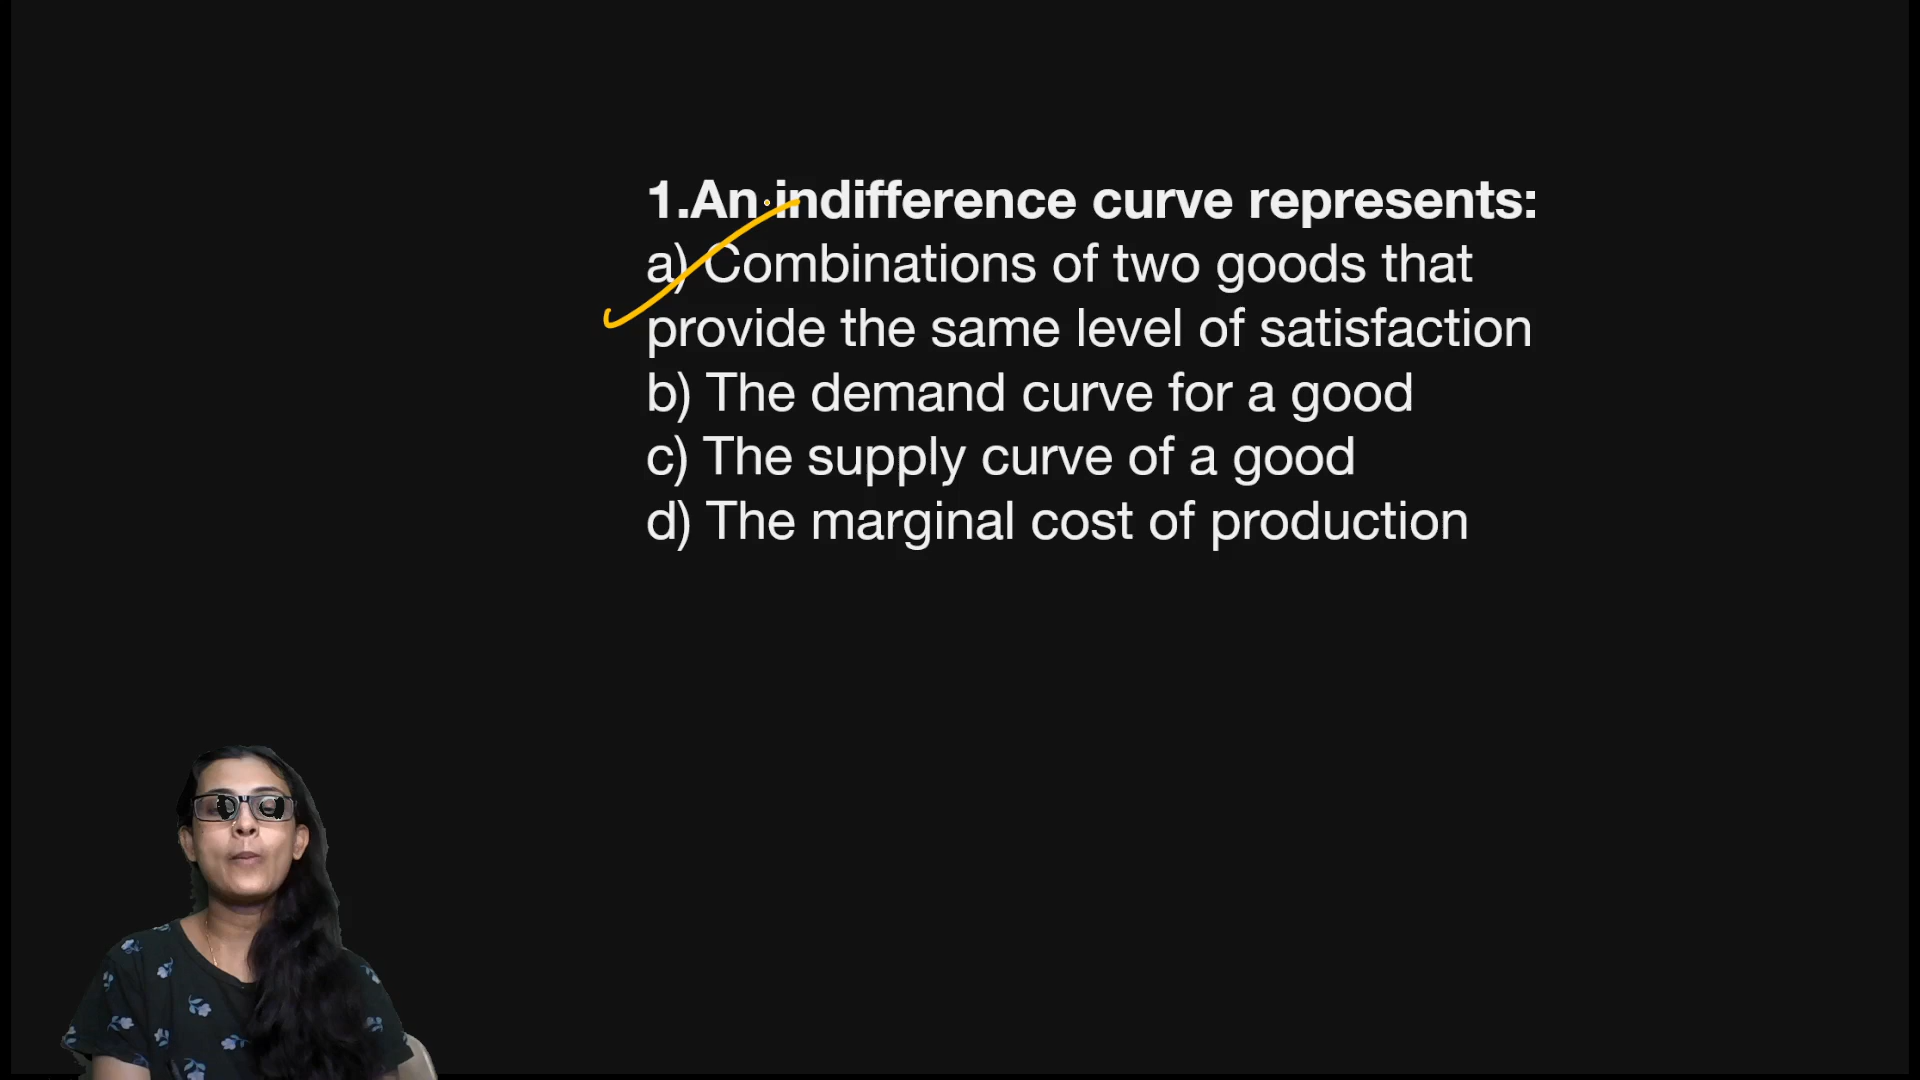 1.An indifference curve represents:
a) Combinations of two goods that
provide the same level of satisfaction
b) The demand curve for a good
c) The supply curve of a good
d) The marginal cost of production